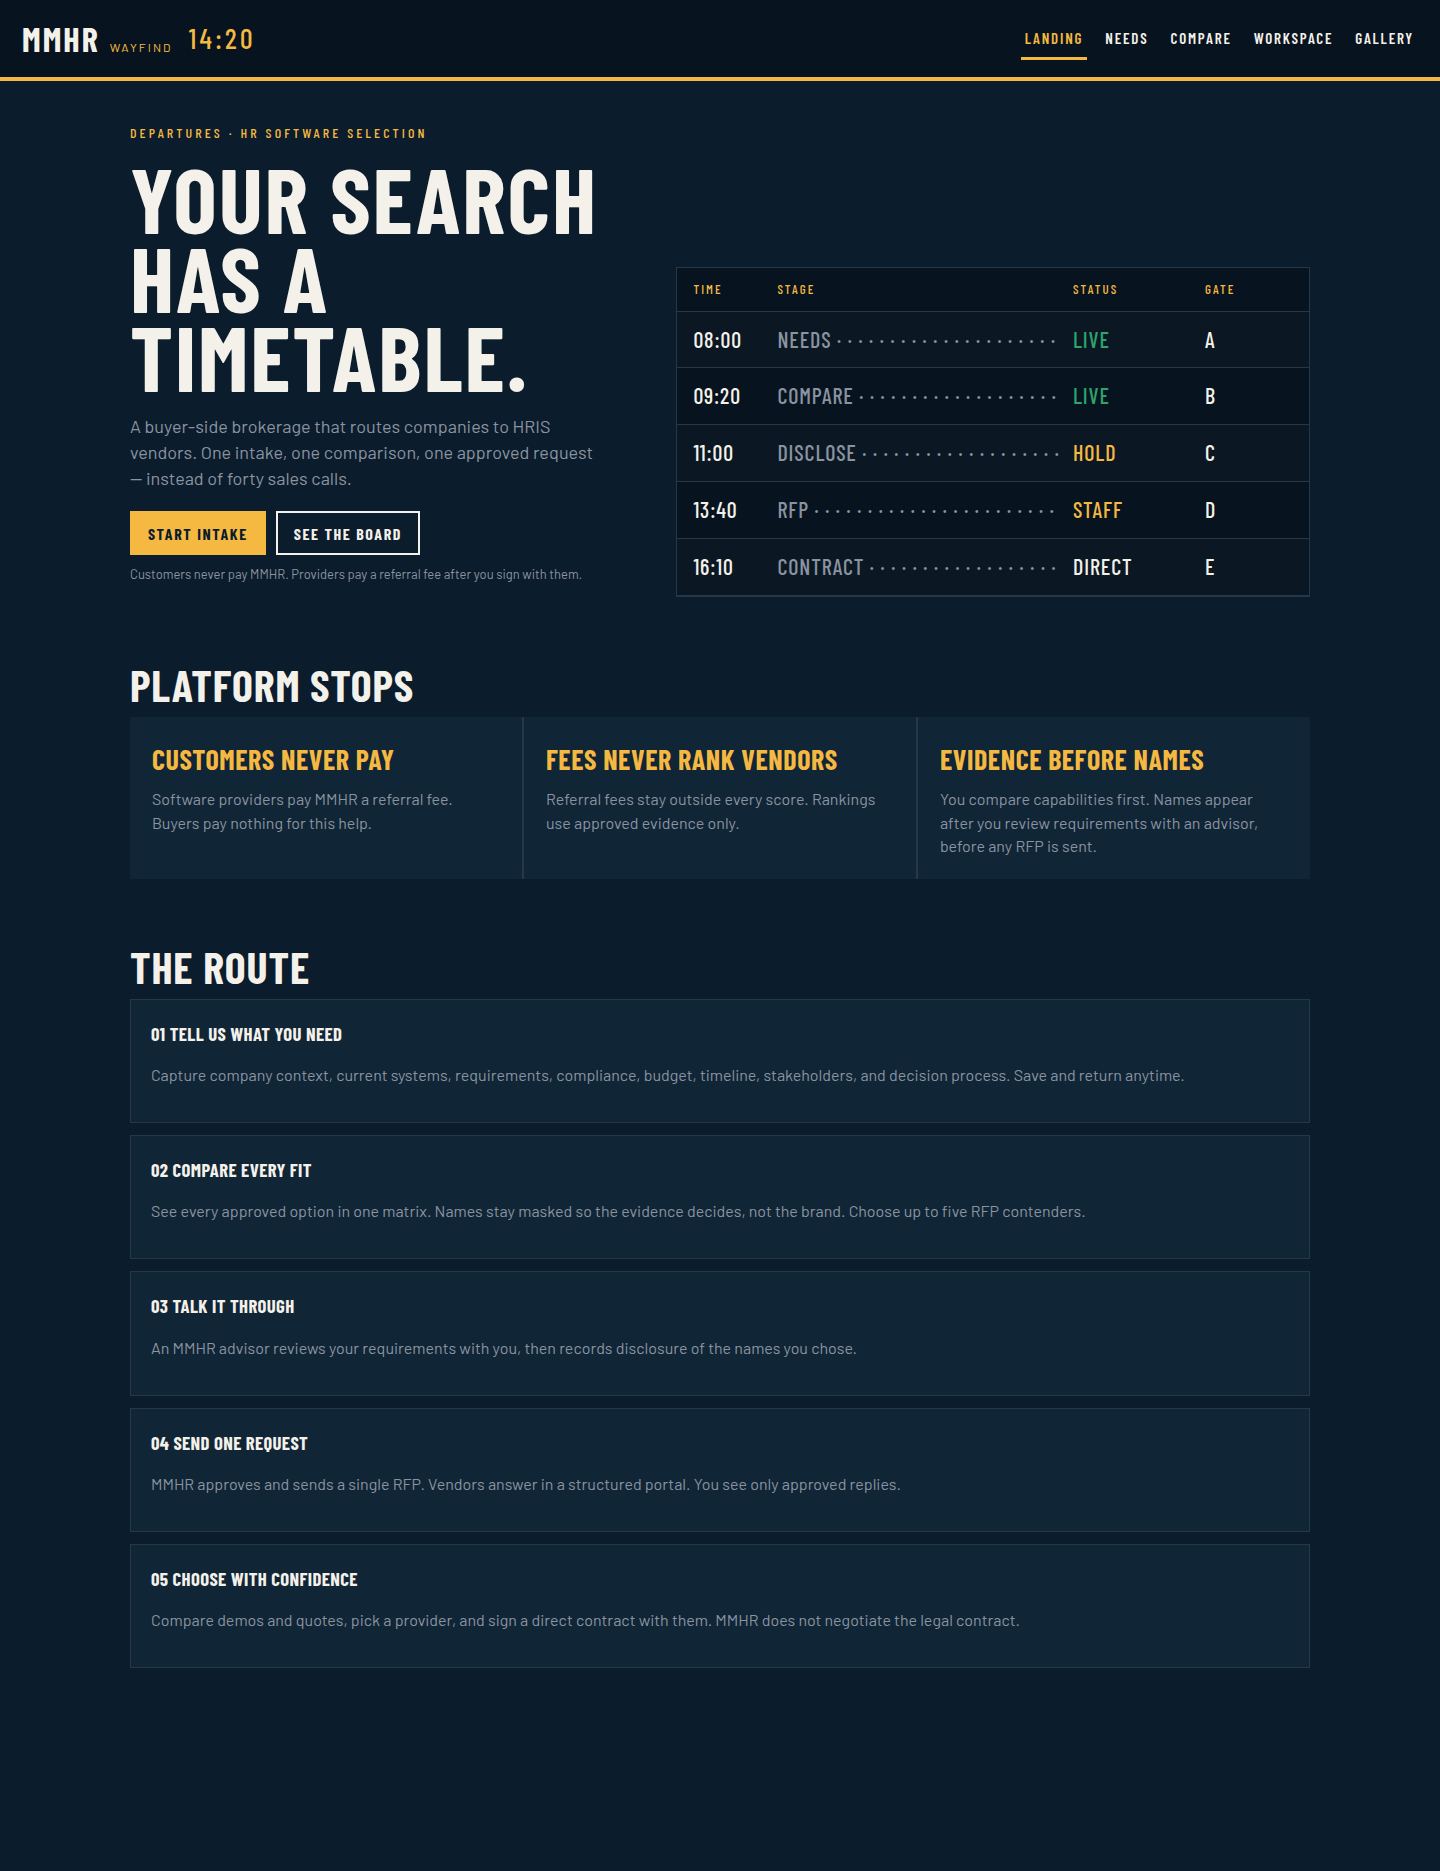 MMHR WAYFIND 14:20
LANDING NEEDS COMPARE WORKSPACE GALLERY
DEPARTURES · HR SOFTWARE SELECTION
YOUR SEARCH
HAS A
TIMETABLE.
A buyer-side brokerage that routes companies to HRIS
vendors. One intake, one comparison, one approved request
— instead of forty sales calls.
START INTAKE SEE THE BOARD
Customers never pay MMHR. Providers pay a referral fee after you sign with them.
TIME STAGE STATUS GATE
08:00 NEEDS ····················· LIVE A
09:20 COMPARE ··················· LIVE B
11:00 DISCLOSE ··················· HOLD C
13:40 RFP ······················· STAFF D
16:10 CONTRACT ·················· DIRECT E
PLATFORM STOPS
CUSTOMERS NEVER PAY
Software providers pay MMHR a referral fee.
Buyers pay nothing for this help.
FEES NEVER RANK VENDORS
Referral fees stay outside every score. Rankings
use approved evidence only.
EVIDENCE BEFORE NAMES
You compare capabilities first. Names appear
after you review requirements with an advisor,
before any RFP is sent.
THE ROUTE
01 TELL US WHAT YOU NEED
Capture company context, current systems, requirements, compliance, budget, timeline, stakeholders, and decision process. Save and return anytime.
02 COMPARE EVERY FIT
See every approved option in one matrix. Names stay masked so the evidence decides, not the brand. Choose up to five RFP contenders.
03 TALK IT THROUGH
An MMHR advisor reviews your requirements with you, then records disclosure of the names you chose.
04 SEND ONE REQUEST
MMHR approves and sends a single RFP. Vendors answer in a structured portal. You see only approved replies.
05 CHOOSE WITH CONFIDENCE
Compare demos and quotes, pick a provider, and sign a direct contract with them. MMHR does not negotiate the legal contract.